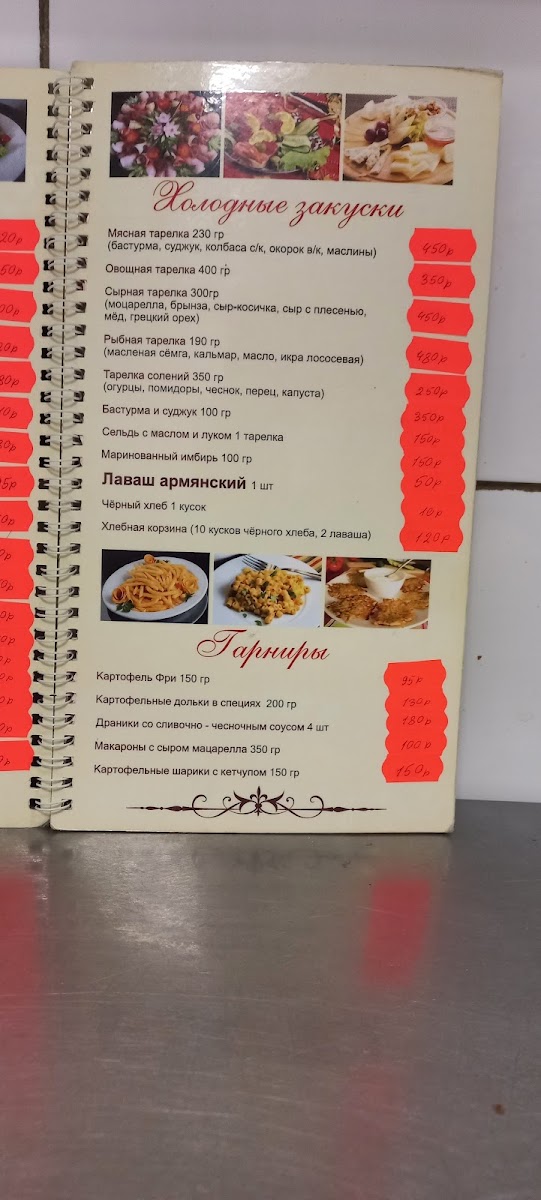 Холодные закуски
Мясная тарелка 230 гр
(бастурма, суджук, колбаса с/к, окорок в/к, маслины)
450р
Овощная тарелка 400 гр
350р
Сырная тарелка 300гр
(моцарелла, брынза, сыр-косичка, сыр с плесенью,
мёд, грецкий орех)
450р
Рыбная тарелка 190 гр
(масленая сёмга, кальмар, масло, икра лососевая)
480р
Тарелка солений 350 гр
(огурцы, помидоры, чеснок, перец, капуста)
250р
Бастурма и суджук 100 гр
350р
Сельдь с маслом и луком 1 тарелка
150р
Маринованный имбирь 100 гр
150р
Лаваш армянский 1 шт
50р
Чёрный хлеб 1 кусок
10р
Хлебная корзина (10 кусков чёрного хлеба, 2 лаваша)
120р
Гарниры
Картофель Фри 150 гр
95р
Картофельные дольки в специях 200 гр
130р
Драники со сливочно - чесночным соусом 4 шт
180р
Макароны с сыром мацарелла 350 гр
100р
Картофельные шарики с кетчупом 150 гр
150р